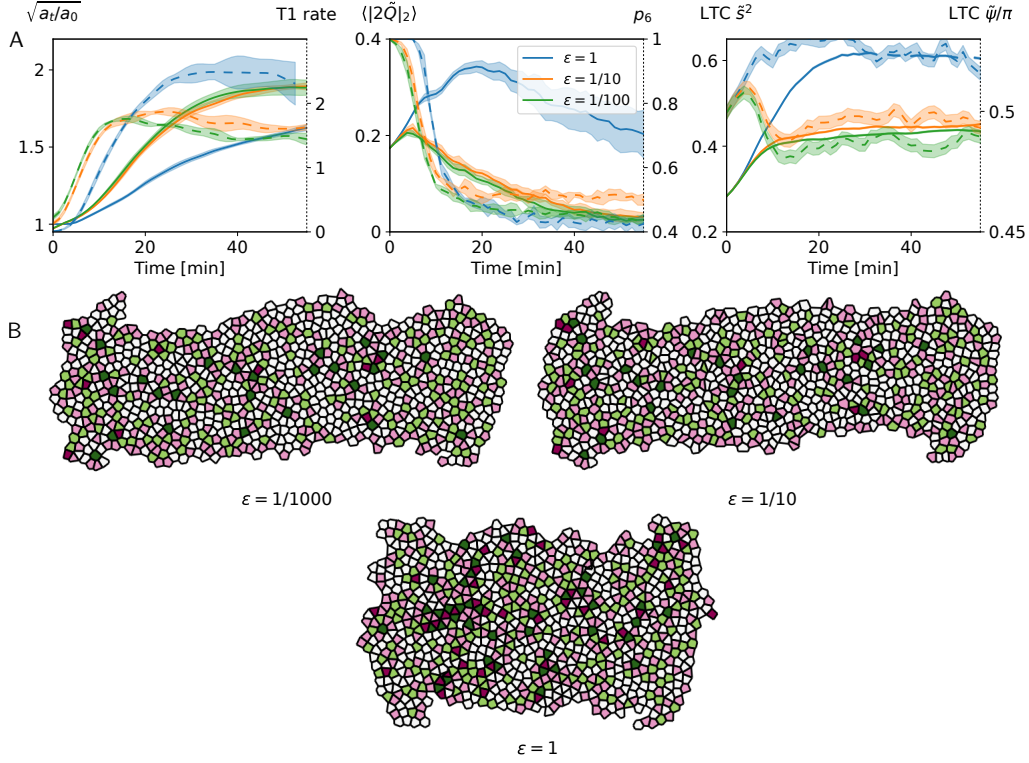 √a_t/a_0 T1 rate ⟨|2Q̃|_2⟩ p_6 LTC s̃² LTC ψ̃/π
A
2
1.5
1
2
1
0
0 20 40
Time [min]
0.4
0.2
0
1
0.8
0.6
0.4
0 20 40
Time [min]
ε = 1
ε = 1/10
ε = 1/100
0.6
0.4
0.2
0.5
0.45
0 20 40
Time [min]
B
ε = 1/1000 ε = 1/10
ε = 1